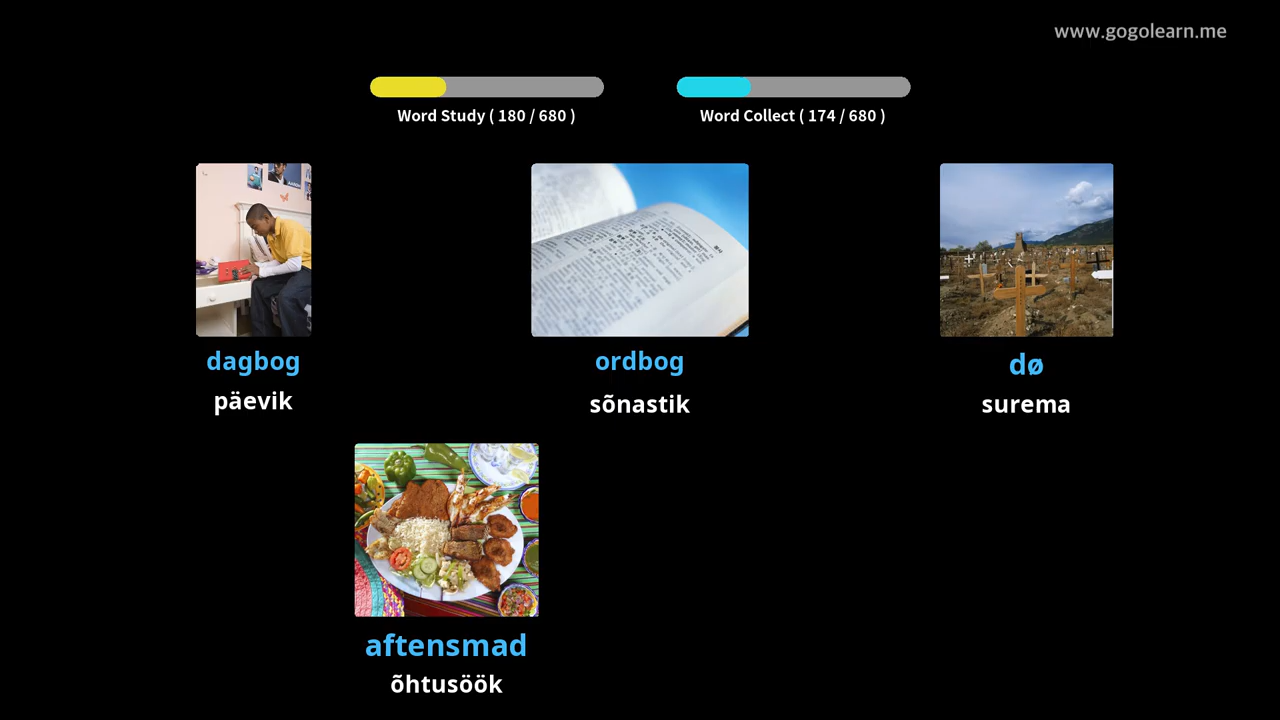 www.gogolearn.me
Word Study ( 180 / 680 )
Word Collect ( 174 / 680 )
dagbog
päevik
ordbog
sõnastik
dø
surema
aftensmad
õhtusöök